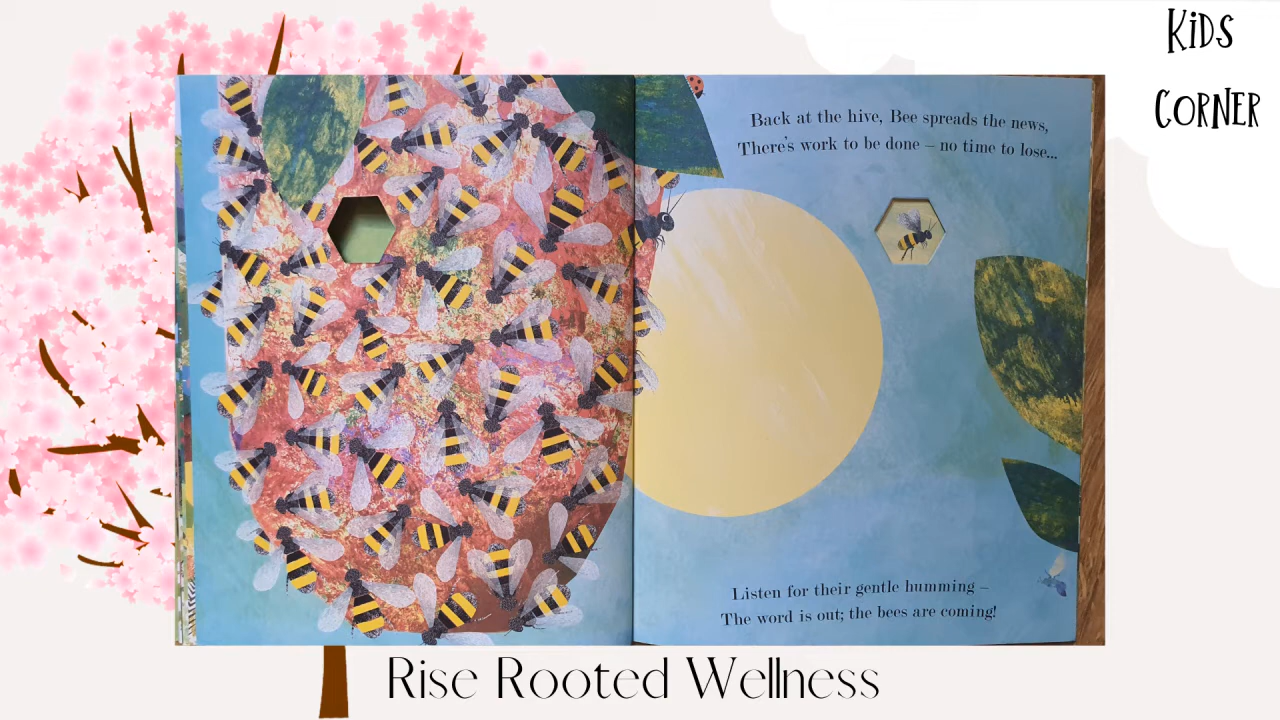 KiDS
CORNER
Back at the hive, Bee spreads the news,
There's work to be done – no time to lose...
Listen for their gentle humming –
The word is out; the bees are coming!
Rise Rooted Wellness